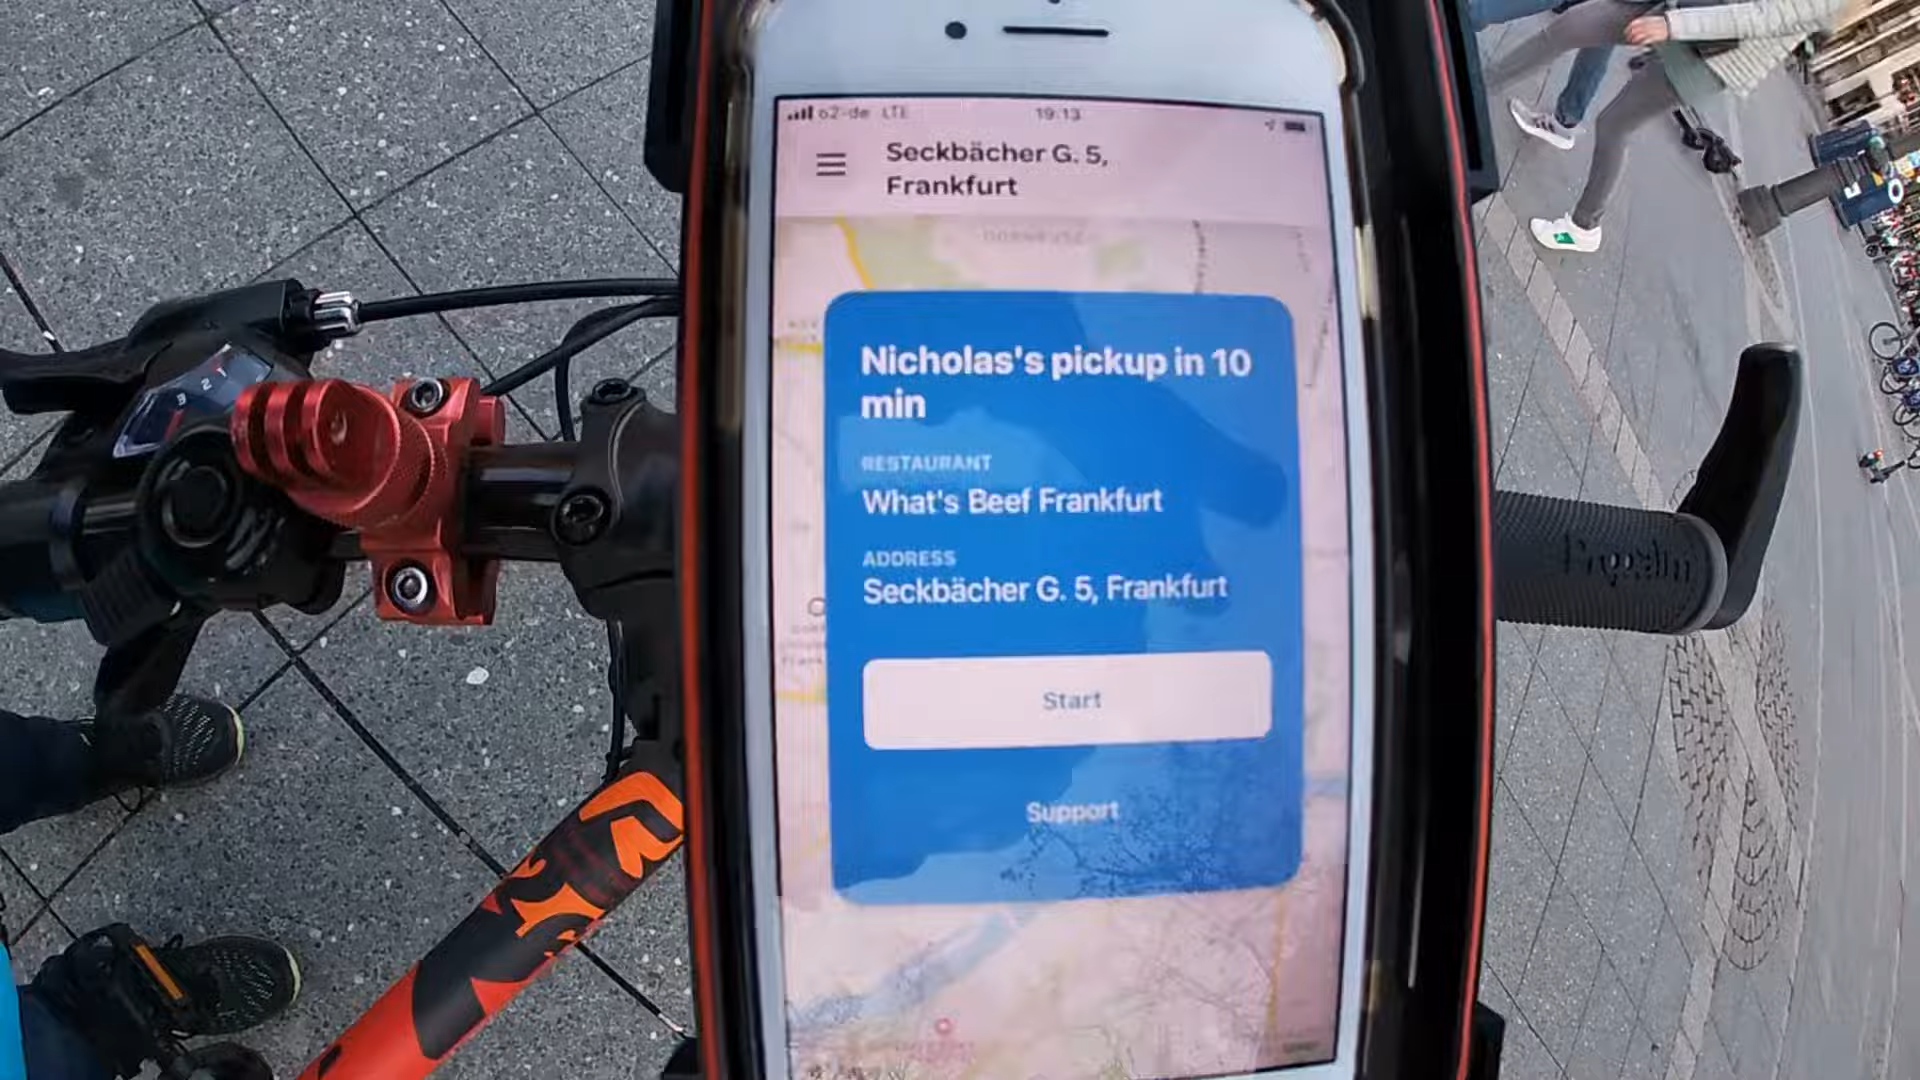 o2-de LTE
19:13
Seckbächer G. 5,
Frankfurt
Nicholas's pickup in 10
min
RESTAURANT
What's Beef Frankfurt
ADDRESS
Seckbächer G. 5, Frankfurt
Start
Support